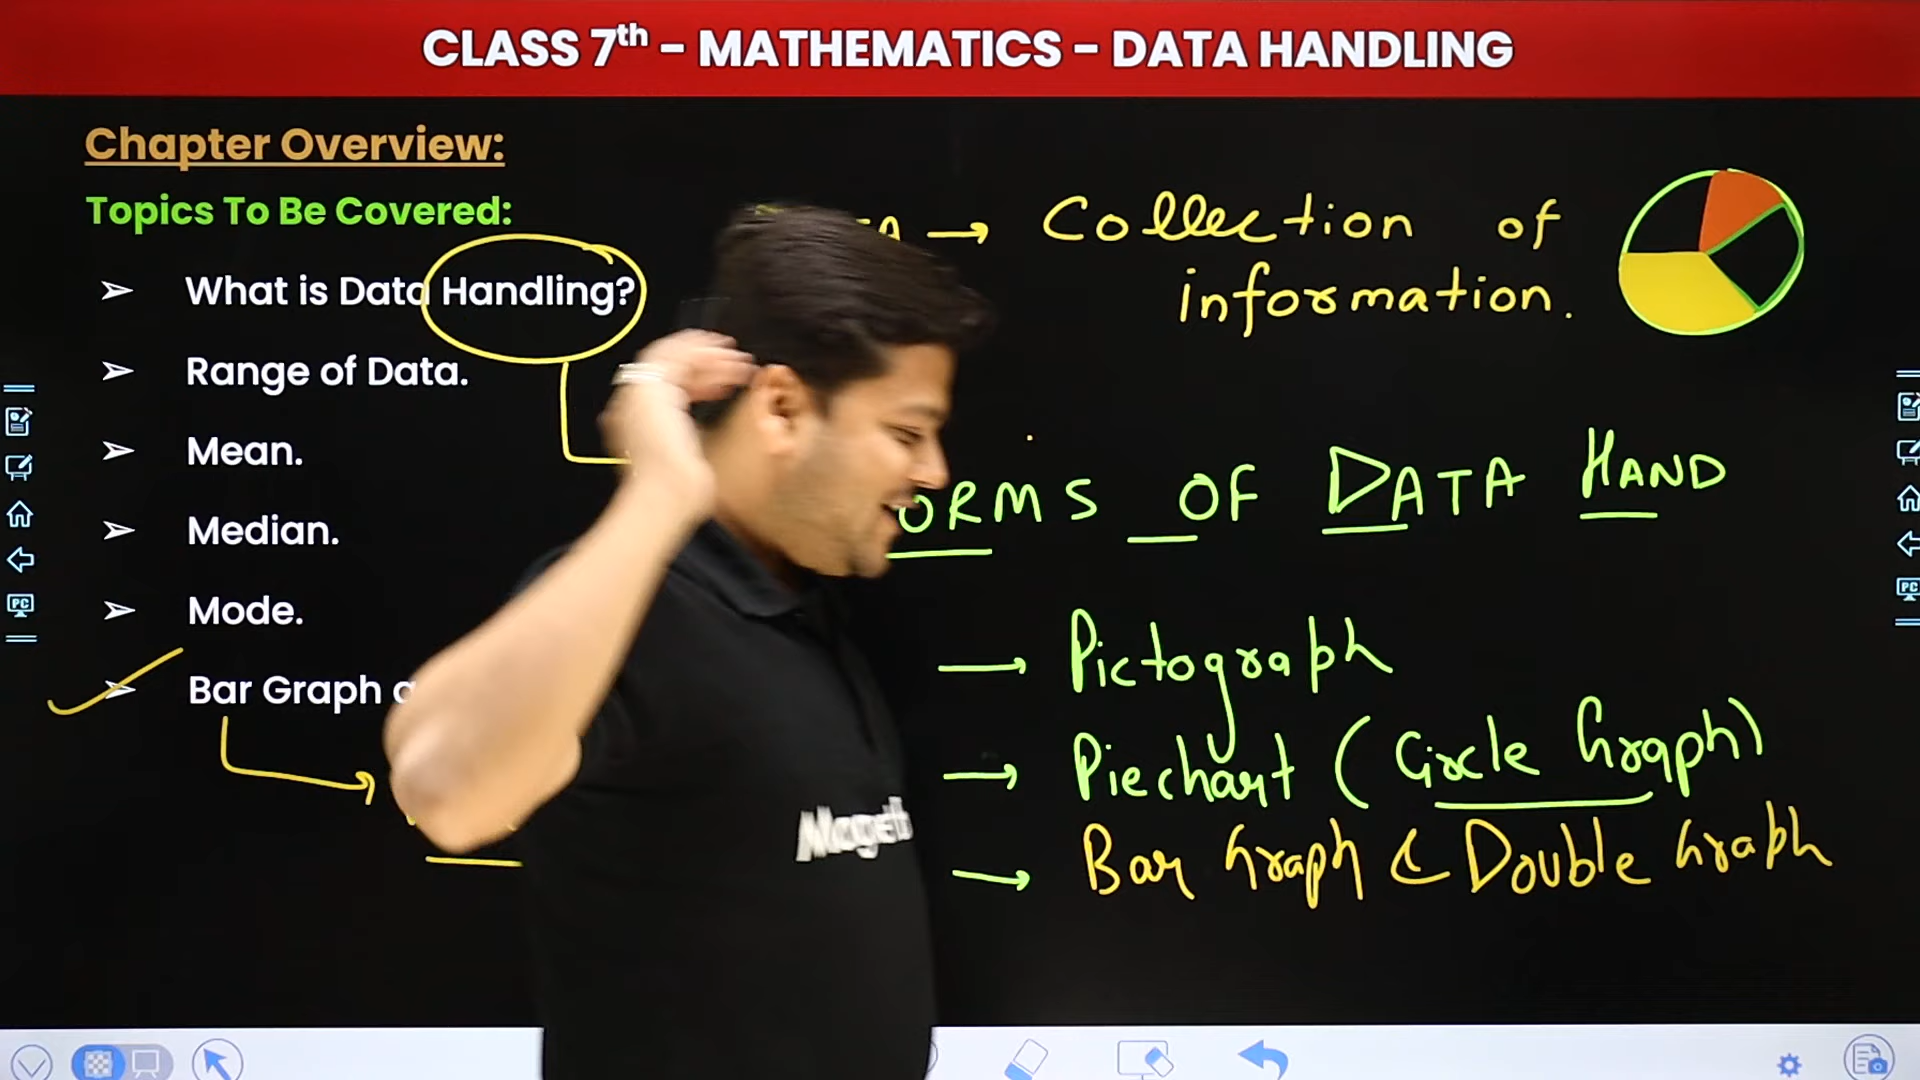 CLASS 7th - MATHEMATICS - DATA HANDLING
Chapter Overview:
Topics To Be Covered:
➢ What is Data Handling?
➢ Range of Data.
➢ Mean.
➢ Median.
➢ Mode.
➢ Bar Graph
→ Collection of
information.
ORMS OF DATA HAND
→ Pictograph
→ Piechart (Circle Graph)
→ Bar Graph & Double Graph
PC
PC